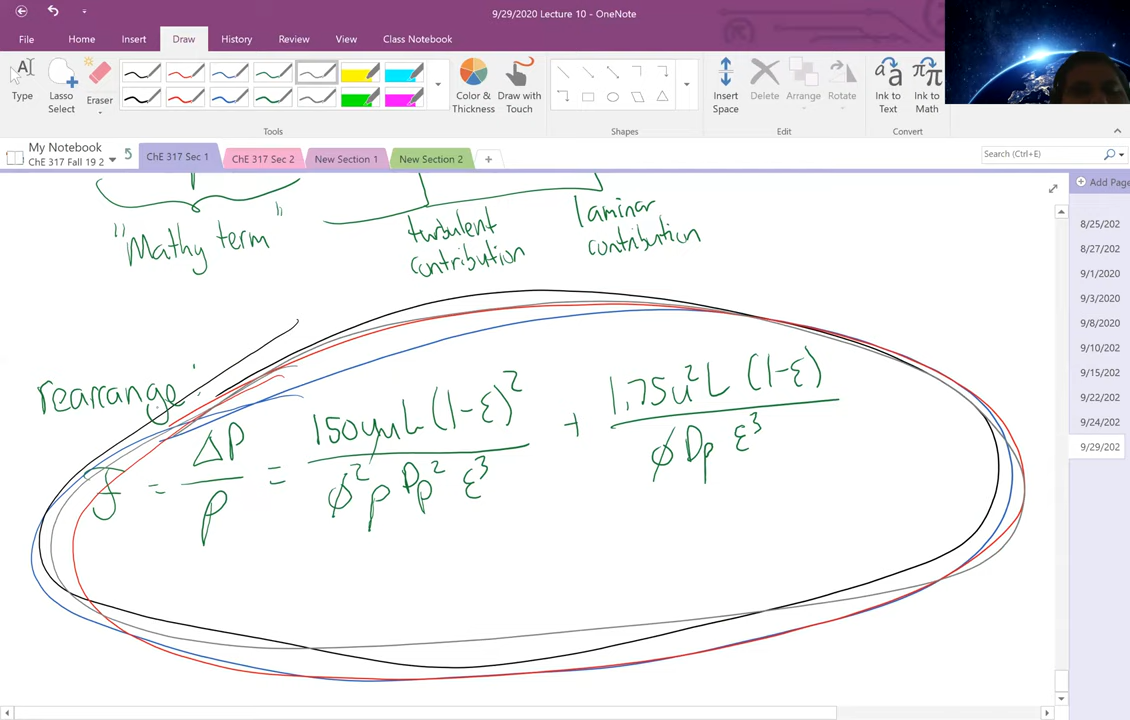 9/29/2020 Lecture 10 - OneNote
File Home Insert Draw History Review View Class Notebook
Type
Lasso Select
Eraser
Color & Thickness
Draw with Touch
Insert Space
Delete
Arrange
Rotate
Ink to Text
Ink to Math
Tools
Shapes
Edit
Convert
My Notebook
ChE 317 Fall 19 2
ChE 317 Sec 1
ChE 317 Sec 2
New Section 1
New Section 2
Search (Ctrl+E)
Add Page
8/25/202
8/27/202
9/1/2020
9/3/2020
9/8/2020
9/10/202
9/15/202
9/22/202
9/24/202
9/29/202
"Mathy term"
turbulent contribution
laminar contribution
rearrange:
ℱ = ΔP/ρ = 150μuL(1-ε)²/φ²ρDp²ε³ + 1.75u²L(1-ε)/φDpε³